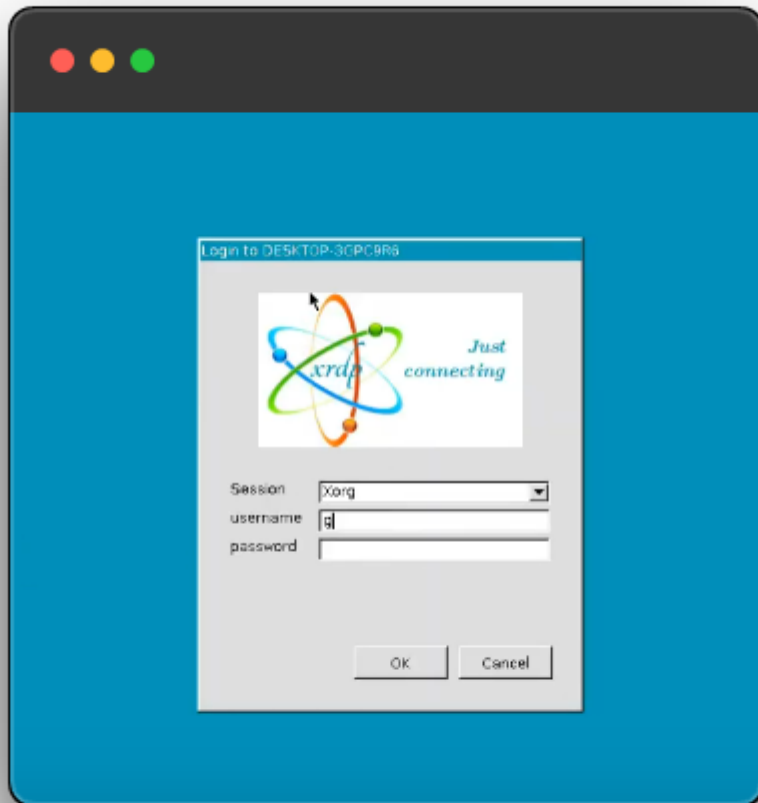 Login to DESKTOP-3GPC9R6
xrdp
Just
connecting
Session
Xorg
username
g
password
OK
Cancel